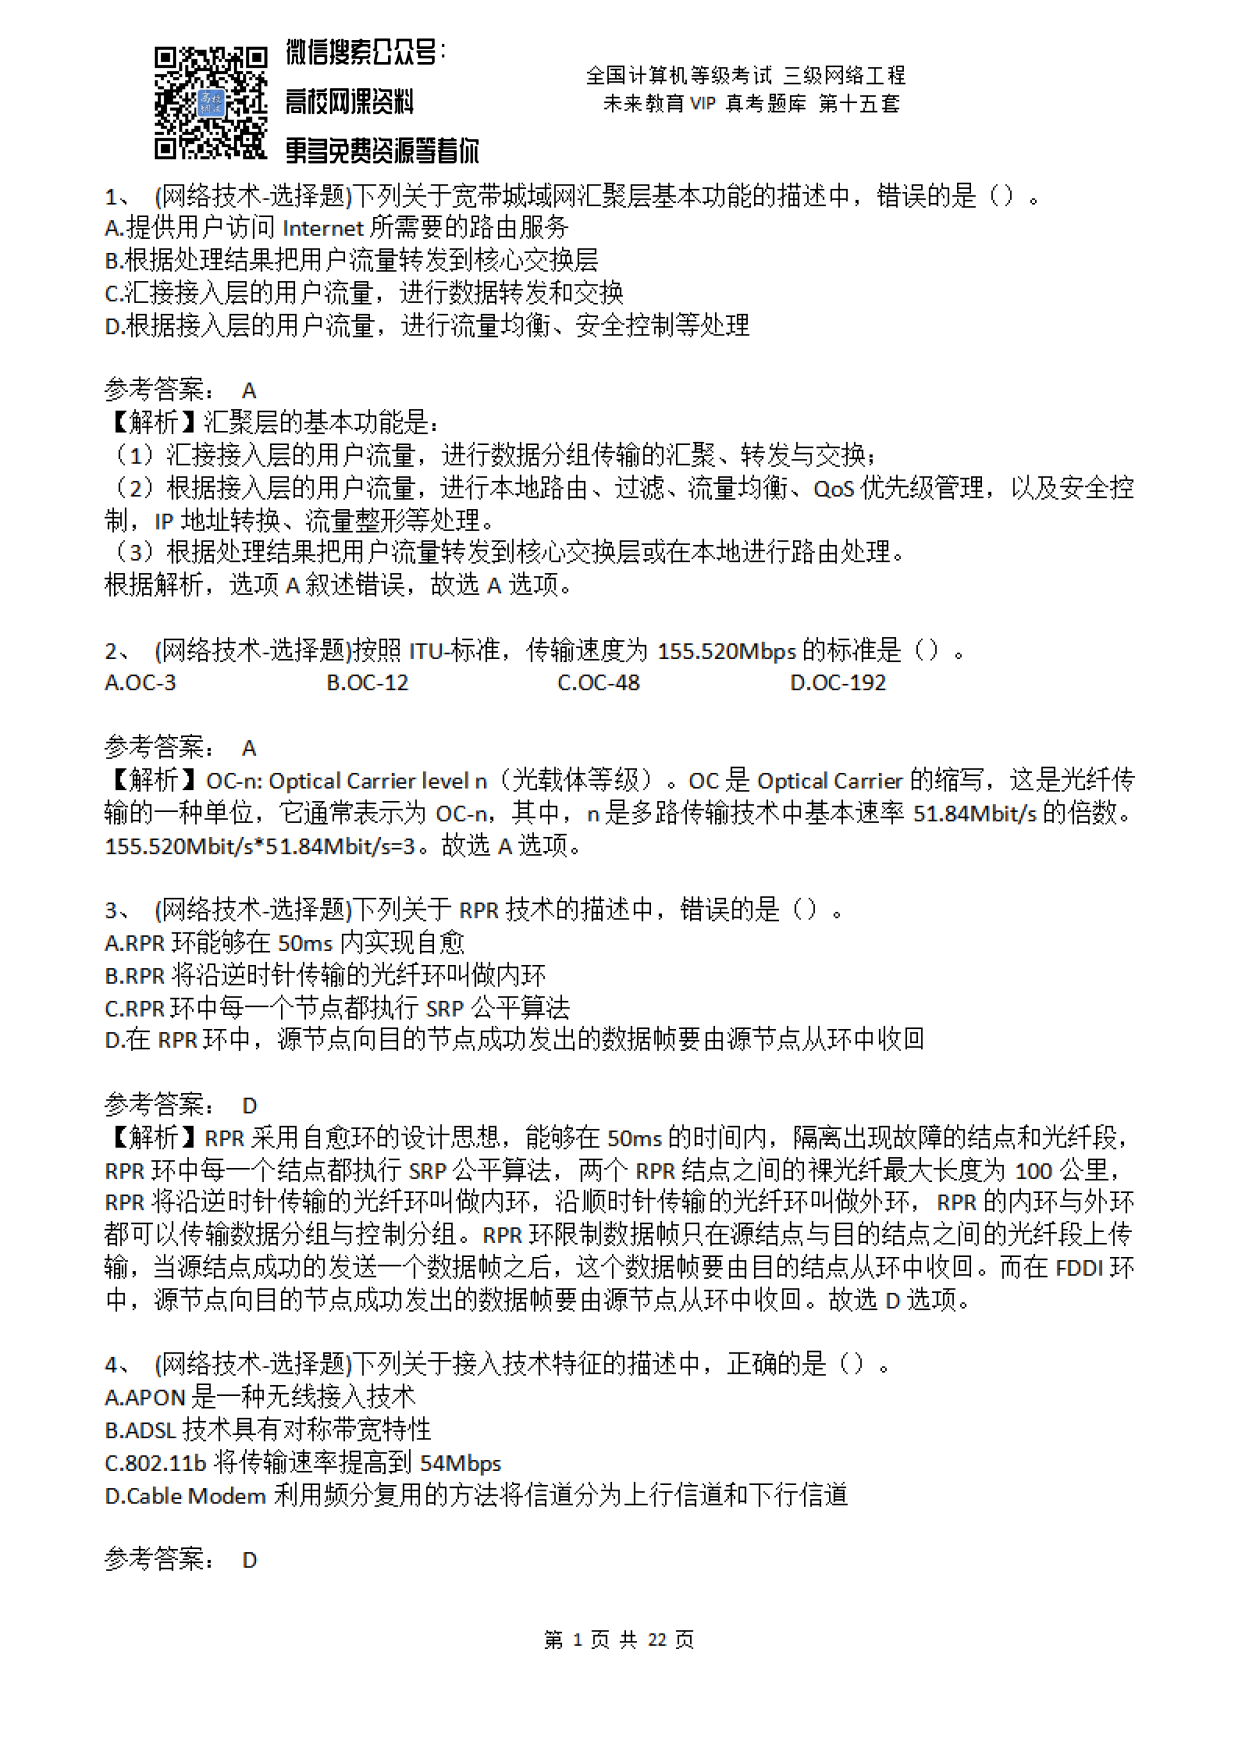 微信搜索公众号：
高校网课资料
更多免费资源等着你
全国计算机等级考试 三级网络工程
未来教育 VIP 真考题库 第十五套
1、 (网络技术-选择题)下列关于宽带城域网汇聚层基本功能的描述中，错误的是（）。
A.提供用户访问 Internet 所需要的路由服务
B.根据处理结果把用户流量转发到核心交换层
C.汇接接入层的用户流量，进行数据转发和交换
D.根据接入层的用户流量，进行流量均衡、安全控制等处理
参考答案： A
【解析】汇聚层的基本功能是：
（1）汇接接入层的用户流量，进行数据分组传输的汇聚、转发与交换；
（2）根据接入层的用户流量，进行本地路由、过滤、流量均衡、QoS 优先级管理，以及安全控
制，IP 地址转换、流量整形等处理。
（3）根据处理结果把用户流量转发到核心交换层或在本地进行路由处理。
根据解析，选项 A 叙述错误，故选 A 选项。
2、 (网络技术-选择题)按照 ITU-标准，传输速度为 155.520Mbps 的标准是（）。
A.OC-3 B.OC-12 C.OC-48 D.OC-192
参考答案： A
【解析】OC-n: Optical Carrier level n（光载体等级）。OC 是 Optical Carrier 的缩写，这是光纤传
输的一种单位，它通常表示为 OC-n，其中，n 是多路传输技术中基本速率 51.84Mbit/s 的倍数。
155.520Mbit/s*51.84Mbit/s=3。故选 A 选项。
3、 (网络技术-选择题)下列关于 RPR 技术的描述中，错误的是（）。
A.RPR 环能够在 50ms 内实现自愈
B.RPR 将沿逆时针传输的光纤环叫做内环
C.RPR 环中每一个节点都执行 SRP 公平算法
D.在 RPR 环中，源节点向目的节点成功发出的数据帧要由源节点从环中收回
参考答案： D
【解析】RPR 采用自愈环的设计思想，能够在 50ms 的时间内，隔离出现故障的结点和光纤段，
RPR 环中每一个结点都执行 SRP 公平算法，两个 RPR 结点之间的裸光纤最大长度为 100 公里，
RPR 将沿逆时针传输的光纤环叫做内环，沿顺时针传输的光纤环叫做外环，RPR 的内环与外环
都可以传输数据分组与控制分组。RPR 环限制数据帧只在源结点与目的结点之间的光纤段上传
输，当源结点成功的发送一个数据帧之后，这个数据帧要由目的结点从环中收回。而在 FDDI 环
中，源节点向目的节点成功发出的数据帧要由源节点从环中收回。故选 D 选项。
4、 (网络技术-选择题)下列关于接入技术特征的描述中，正确的是（）。
A.APON 是一种无线接入技术
B.ADSL 技术具有对称带宽特性
C.802.11b 将传输速率提高到 54Mbps
D.Cable Modem 利用频分复用的方法将信道分为上行信道和下行信道
参考答案： D
第 1 页 共 22 页